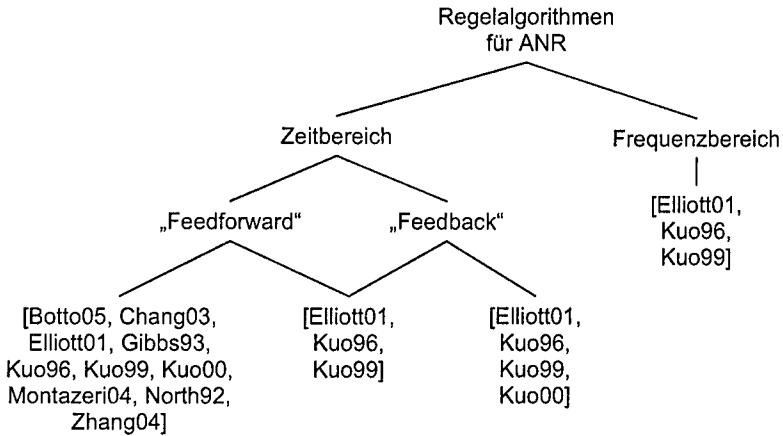 Regelalgorithmen
für ANR
Zeitbereich
Frequenzbereich
[Elliott01,
Kuo96,
Kuo99]
„Feedforward“
„Feedback“
[Botto05, Chang03,
Elliott01, Gibbs93,
Kuo96, Kuo99, Kuo00,
Montazeri04, North92,
Zhang04]
[Elliott01,
Kuo96,
Kuo99]
[Elliott01,
Kuo96,
Kuo99,
Kuo00]